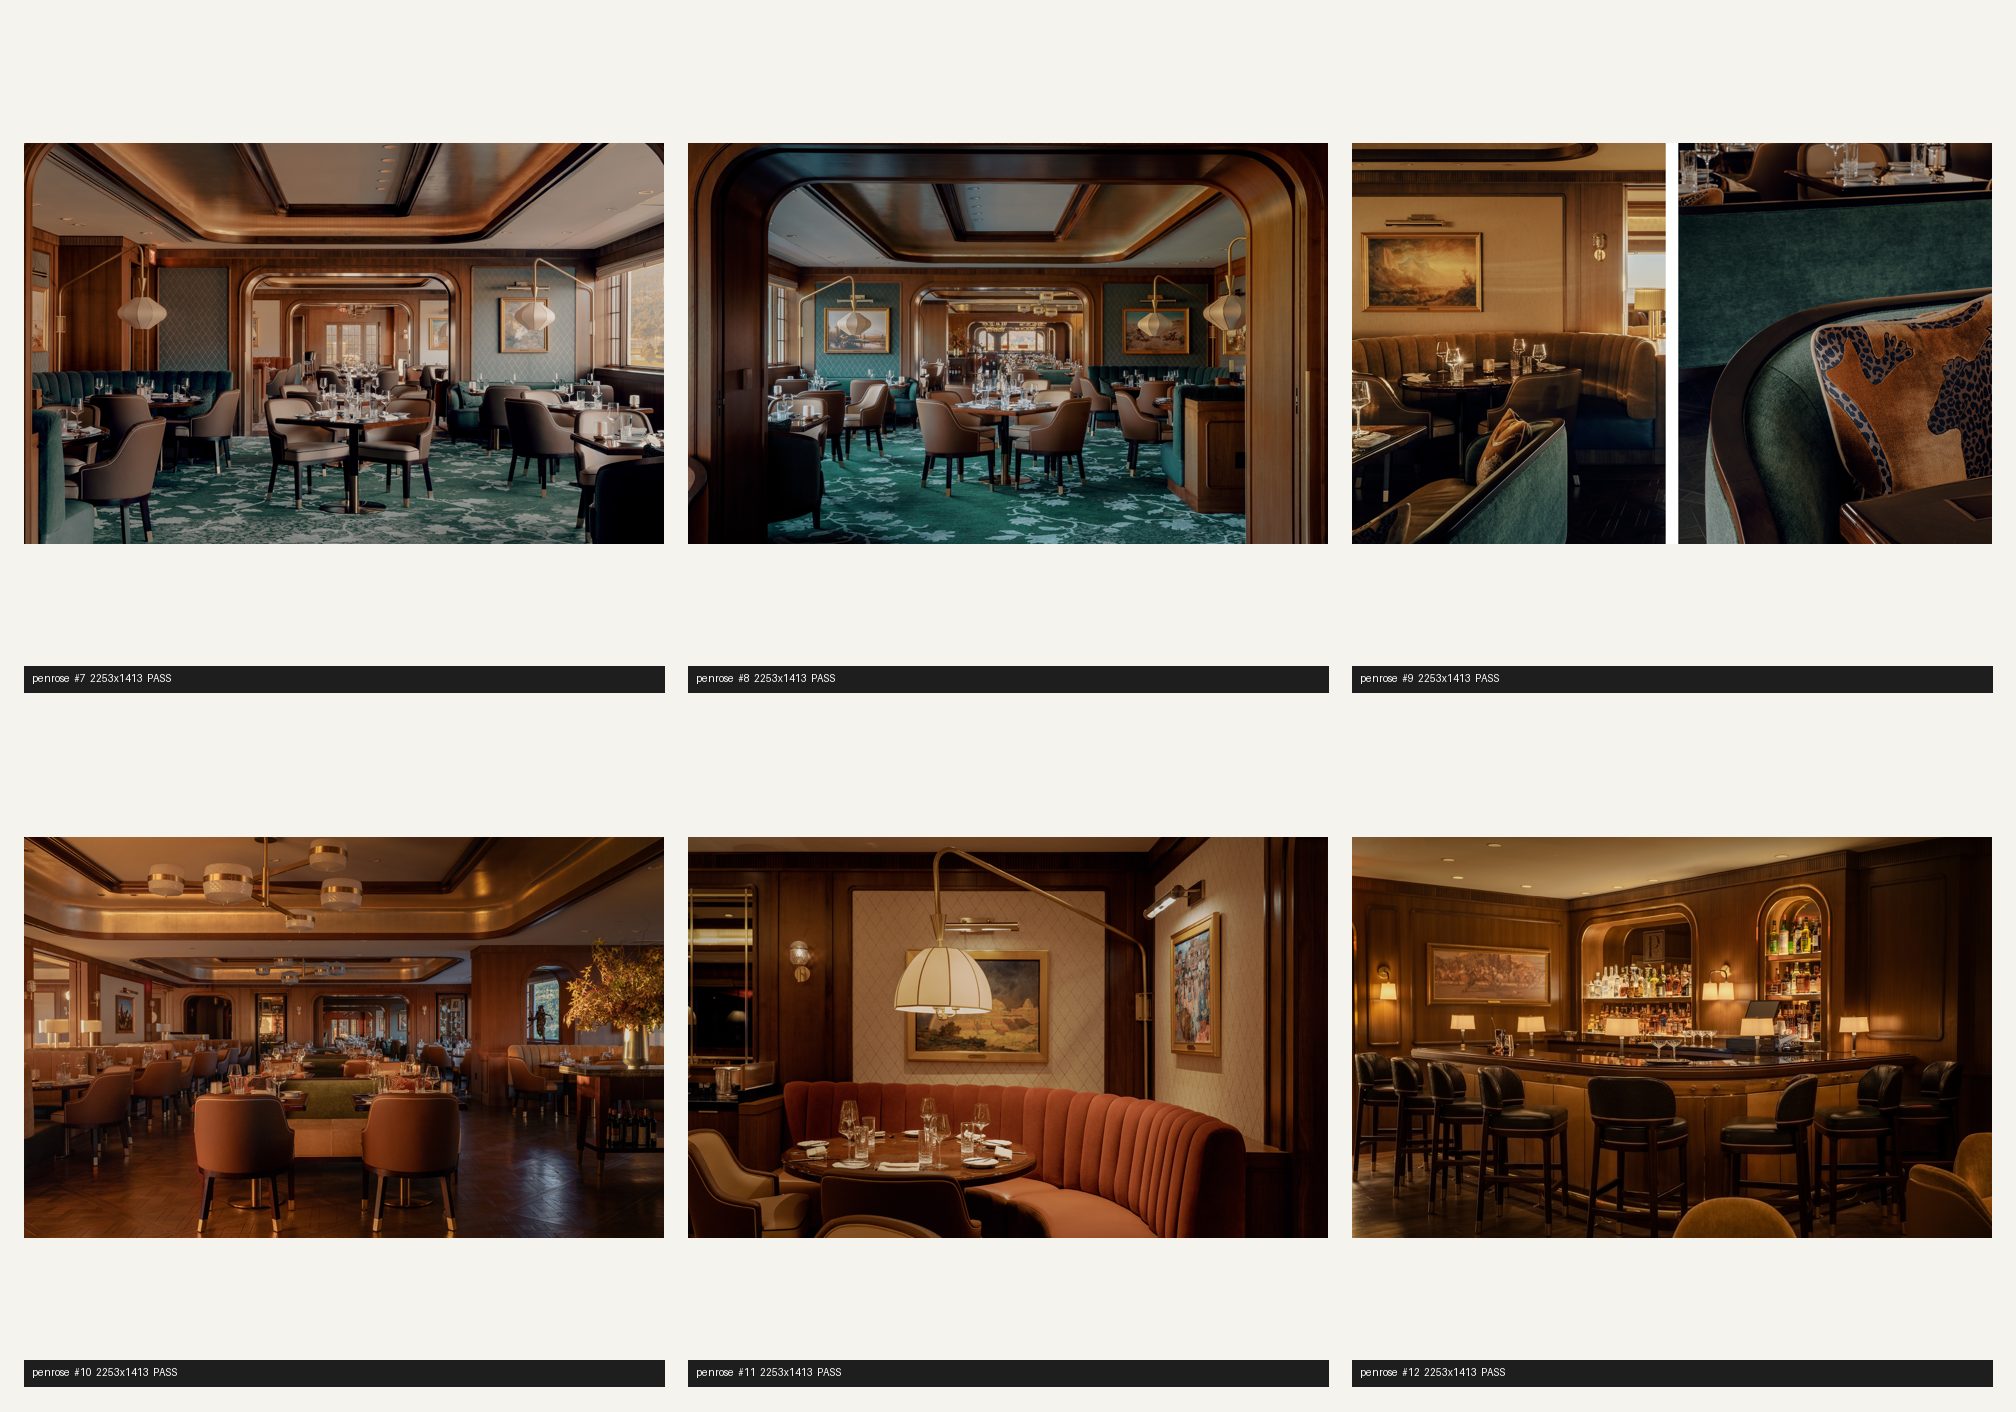 penrose #7 2253x1413 PASS
penrose #8 2253x1413 PASS
penrose #9 2253x1413 PASS
penrose #10 2253x1413 PASS
penrose #11 2253x1413 PASS
penrose #12 2253x1413 PASS